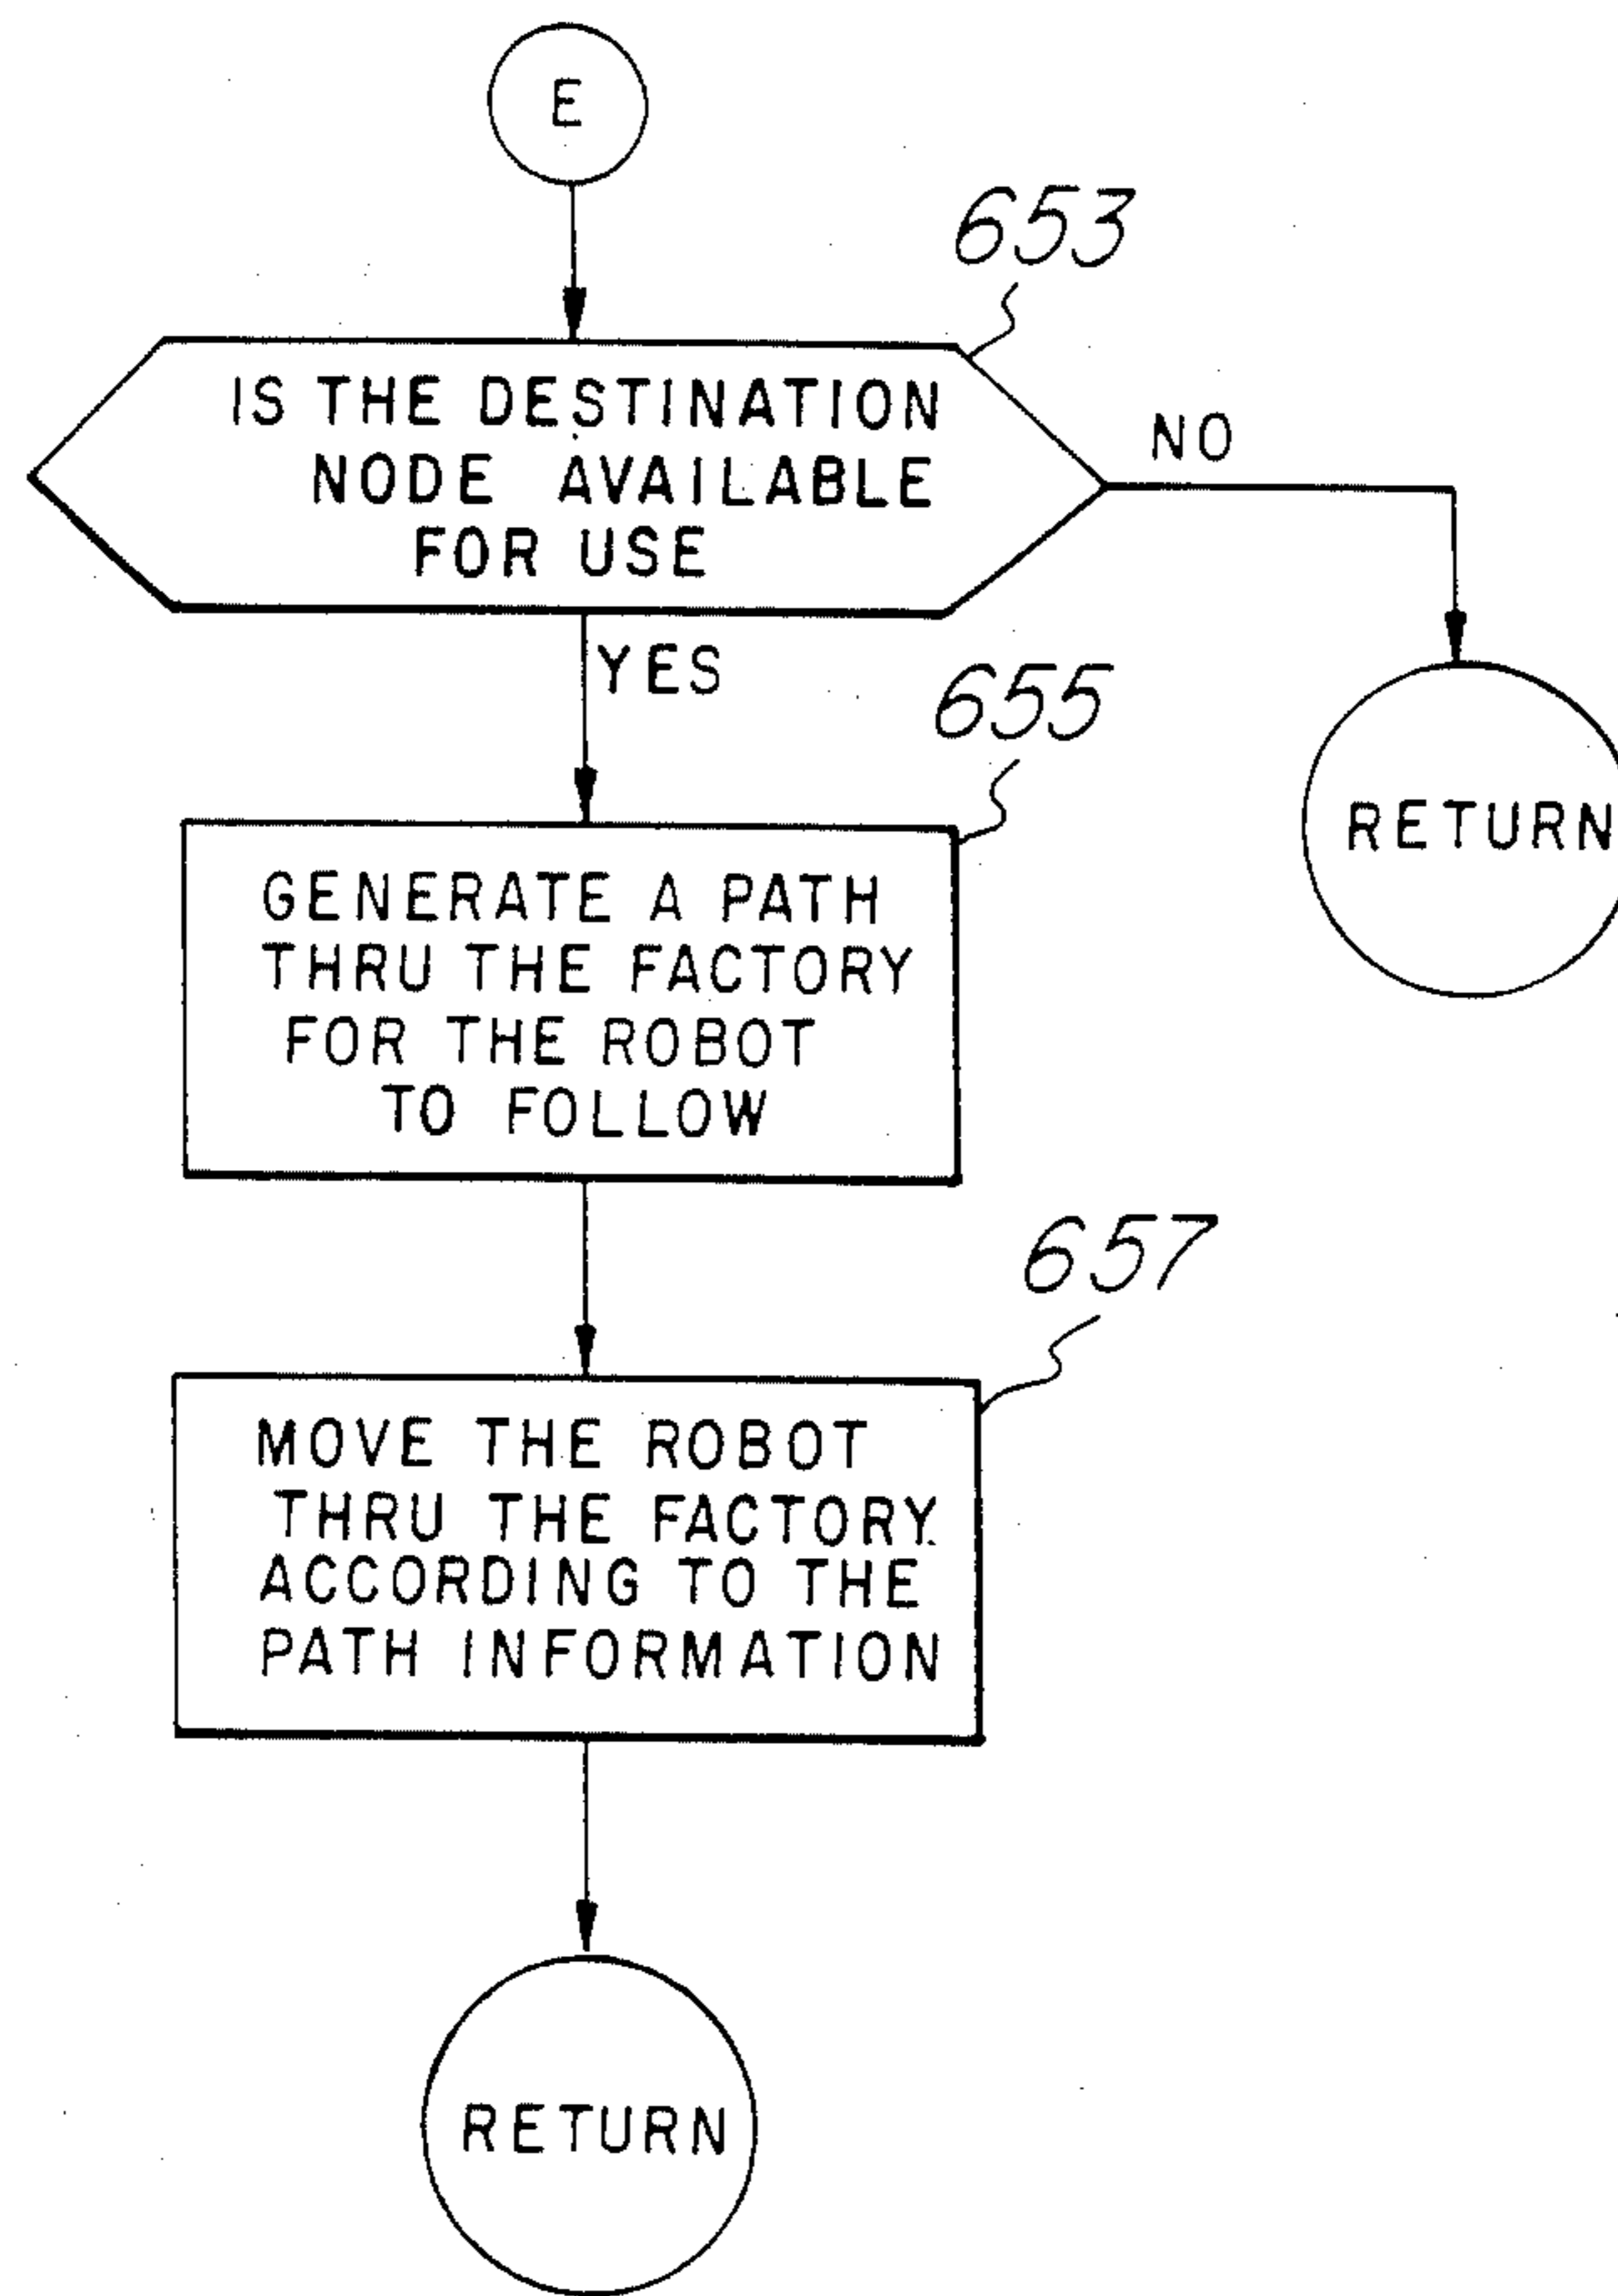 E
653
IS THE DESTINATION
NODE AVAILABLE
FOR USE
NO
YES
655
RETURN
GENERATE A PATH
THRU THE FACTORY
FOR THE ROBOT
TO FOLLOW
657
MOVE THE ROBOT
THRU THE FACTORY
ACCORDING TO THE
PATH INFORMATION
RETURN